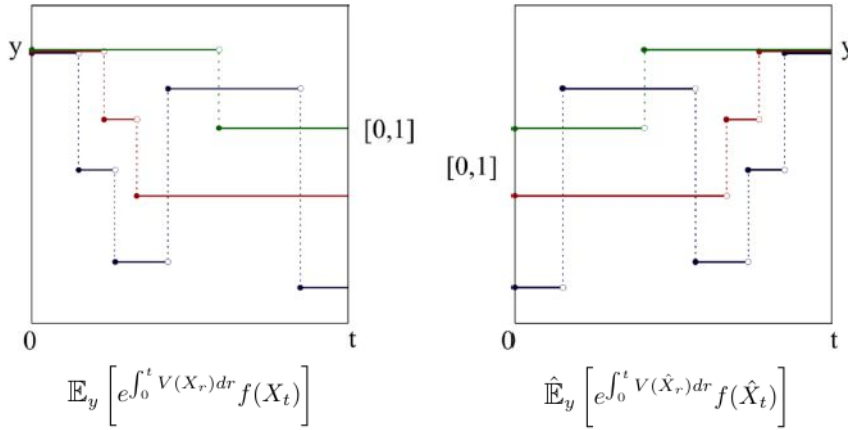 y
[0,1]
0
t
𝔼_y [e^{∫_0^t V(X_r)dr} f(X_t)]
y
[0,1]
0
t
𝔼̂_y [e^{∫_0^t V(X̂_r)dr} f(X̂_t)]